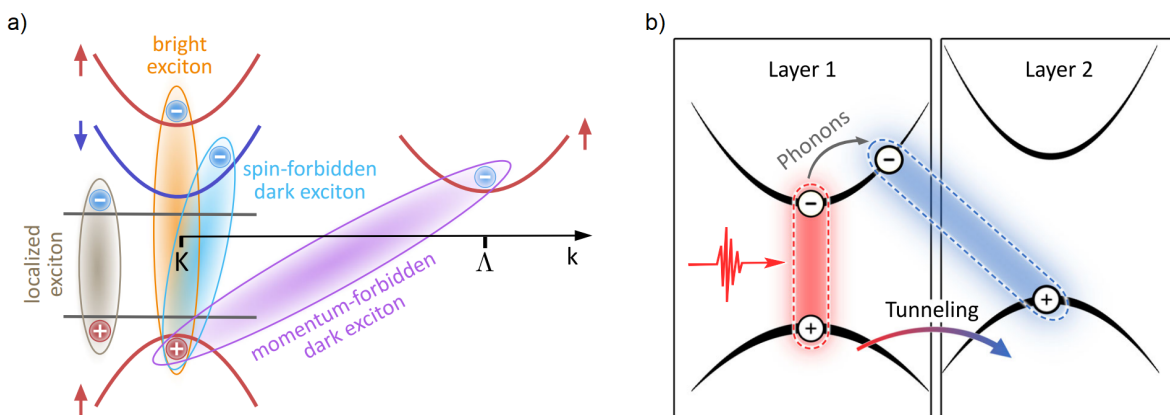 a)
bright
exciton
spin-forbidden
dark exciton
localized
exciton
K
Λ
k
momentum-forbidden
dark exciton
b)
Layer 1
Layer 2
Phonons
Tunneling